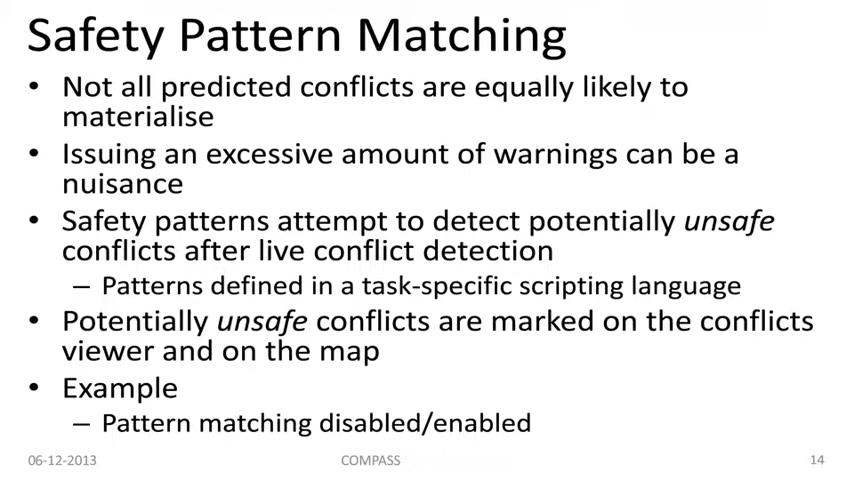 Safety Pattern Matching
• Not all predicted conflicts are equally likely to
materialise
• Issuing an excessive amount of warnings can be a
nuisance
• Safety patterns attempt to detect potentially unsafe
conflicts after live conflict detection
– Patterns defined in a task-specific scripting language
• Potentially unsafe conflicts are marked on the conflicts
viewer and on the map
• Example
– Pattern matching disabled/enabled
06-12-2013 COMPASS 14